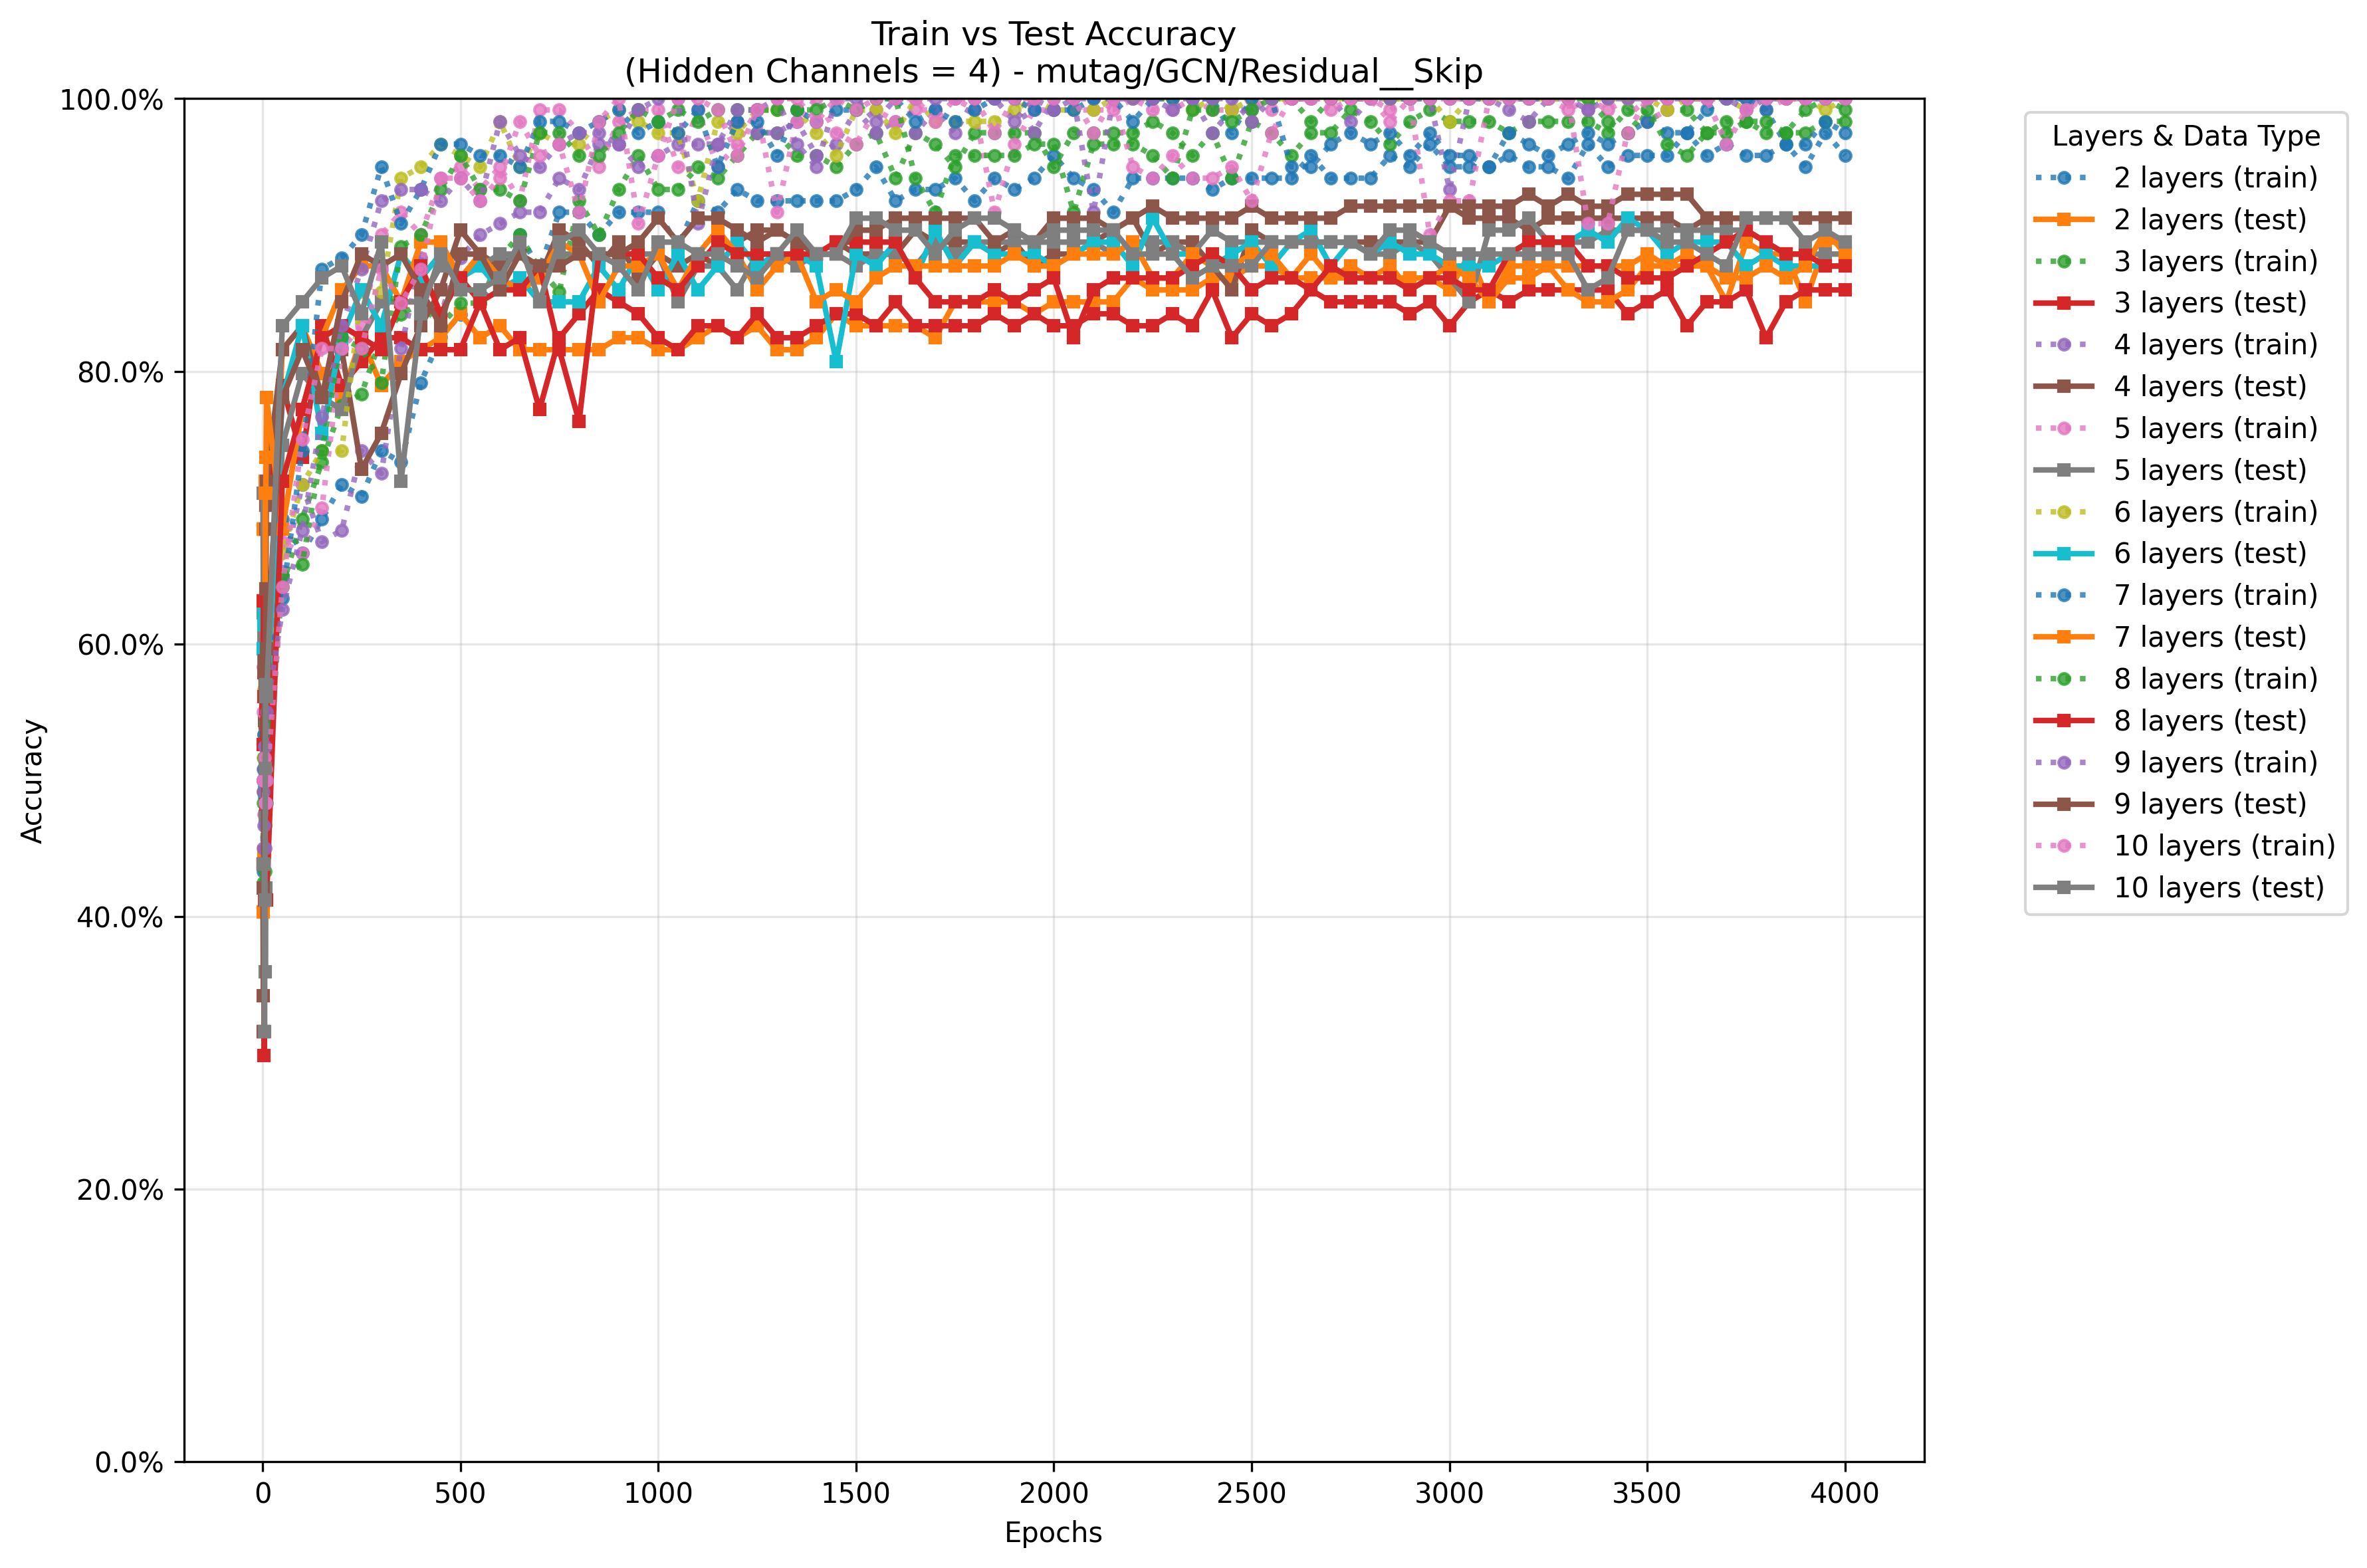 Train vs Test Accuracy
(Hidden Channels = 4) - mutag/GCN/Residual__Skip
100.0%
80.0%
60.0%
40.0%
20.0%
0.0%
Accuracy
0
500
1000
1500
2000
2500
3000
3500
4000
Epochs
Layers & Data Type
2 layers (train)
2 layers (test)
3 layers (train)
3 layers (test)
4 layers (train)
4 layers (test)
5 layers (train)
5 layers (test)
6 layers (train)
6 layers (test)
7 layers (train)
7 layers (test)
8 layers (train)
8 layers (test)
9 layers (train)
9 layers (test)
10 layers (train)
10 layers (test)